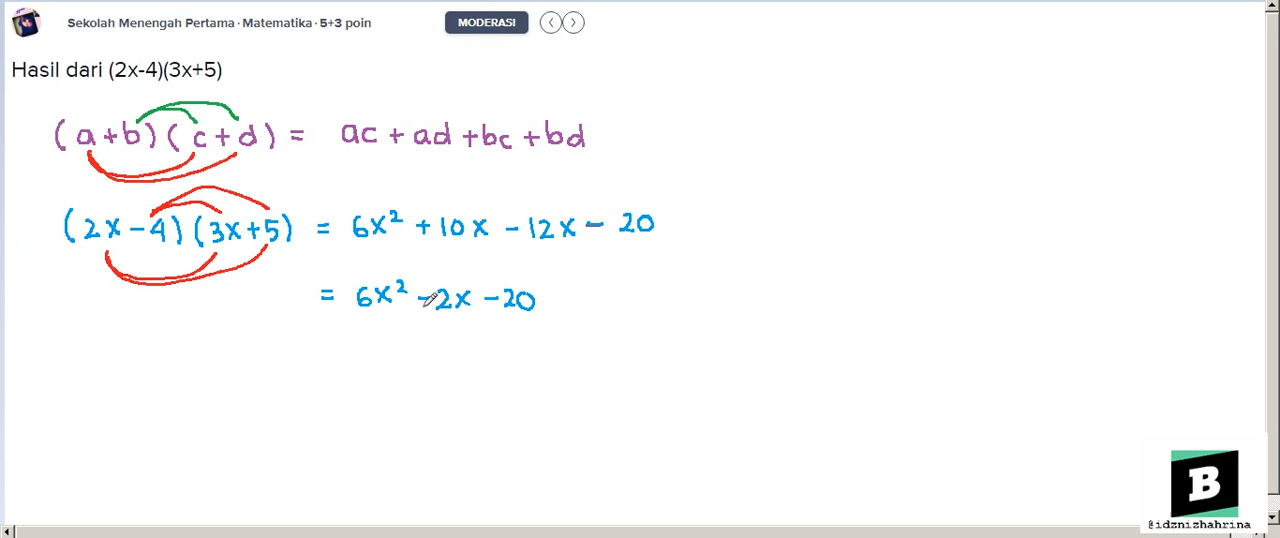 Sekolah Menengah Pertama · Matematika · 5+3 poin MODERASI
Hasil dari (2x-4)(3x+5)
(a+b)(c+d) = ac + ad + bc + bd
(2x-4)(3x+5) = 6x² + 10x - 12x - 20
= 6x² - 2x - 20
B
@idznizhahrina